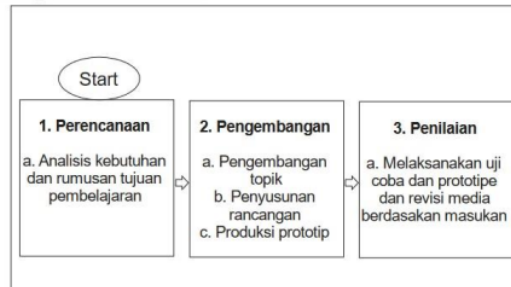 Start
1. Perencanaan
a. Analisis kebutuhan
dan rumusan tujuan
pembelajaran
2. Pengembangan
a. Pengembangan
topik
b. Penyusunan
rancangan
c. Produksi prototip
3. Penilaian
a. Melaksanakan uji
coba dan prototipe
dan revisi media
berdasakan masukan